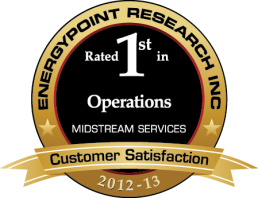 ENERGYPOINT RESEARCH INC
Rated 1st in
Operations
MIDSTREAM SERVICES
Customer Satisfaction
2012-13